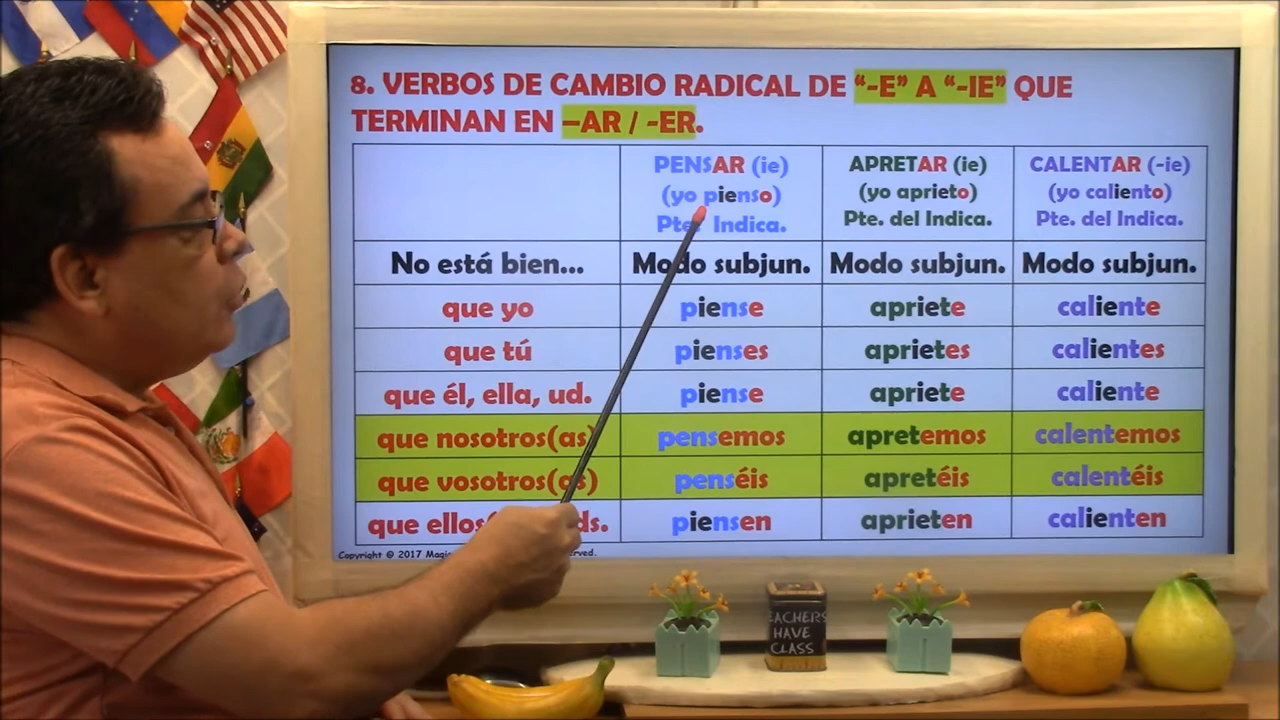 8. VERBOS DE CAMBIO RADICAL DE “-E” A “-IE” QUE
TERMINAN EN –AR / -ER.
PENSAR (ie) APRETAR (ie) CALENTAR (-ie)
(yo pienso) (yo aprieto) (yo caliento)
Pte. Indica. Pte. del Indica. Pte. del Indica.
No está bien... Modo subjun. Modo subjun. Modo subjun.
que yo piense apriete caliente
que tú pienses aprietes calientes
que él, ella, ud. piense apriete caliente
que nosotros(as) pensemos apretemos calentemos
que vosotros(as) penséis apretéis calentéis
que ellos( piensen aprieten calienten
Copyright @ 2017
TEACHERS
HAVE
CLASS